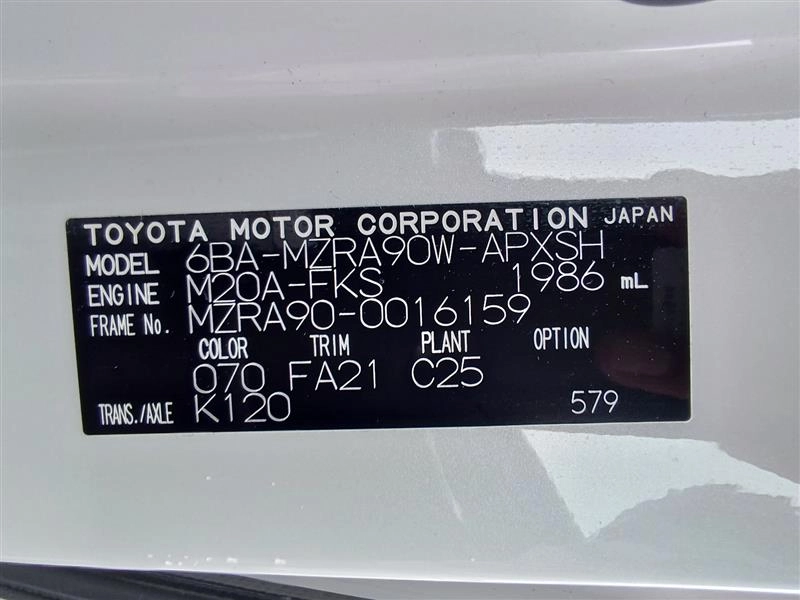 TOYOTA MOTOR CORPORATION JAPAN
MODEL 6BA-MZRA90W-APXSH
ENGINE M20A-FKS 1986 mL
FRAME No. MZRA90-0016159
COLOR TRIM PLANT OPTION
070 FA21 C25
TRANS./AXLE K120 579